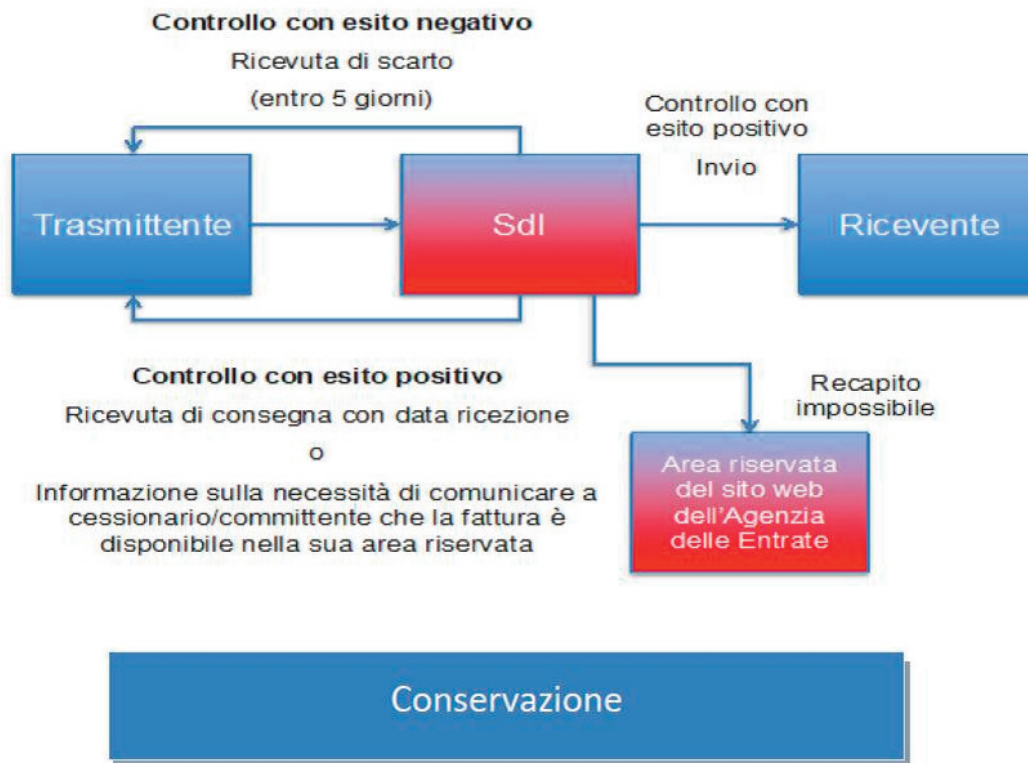 Controllo con esito negativo
Ricevuta di scarto
(entro 5 giorni)
Controllo con
esito positivo
Invio
Trasmittente
SdI
Ricevente
Controllo con esito positivo
Ricevuta di consegna con data ricezione
o
Informazione sulla necessità di comunicare a
cessionario/committente che la fattura è
disponibile nella sua area riservata
Recapito
impossibile
Area riservata
del sito web
dell'Agenzia
delle Entrate
Conservazione